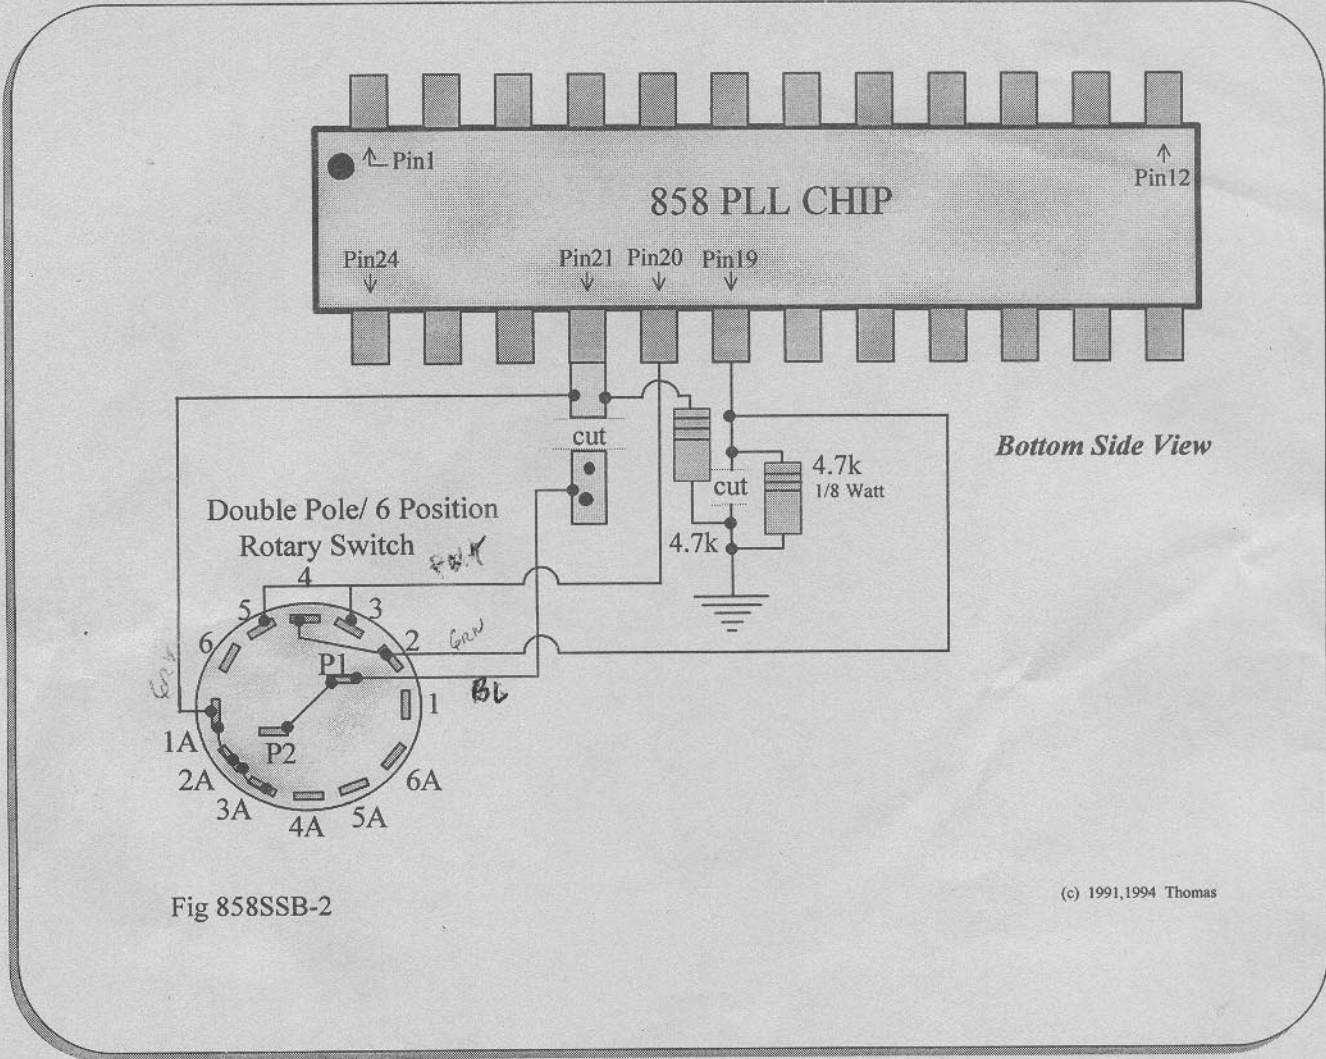 Pin1
Pin12
858 PLL CHIP
Pin24
Pin21
Pin20
Pin19
cut
Bottom Side View
4.7k
1/8 Watt
cut
4.7k
Double Pole/ 6 Position
Rotary Switch
4
5
3
6
2
GRN
P1
BL
1
1A
P2
2A
6A
3A
5A
4A
Fig 858SSB-2
(c) 1991,1994 Thomas